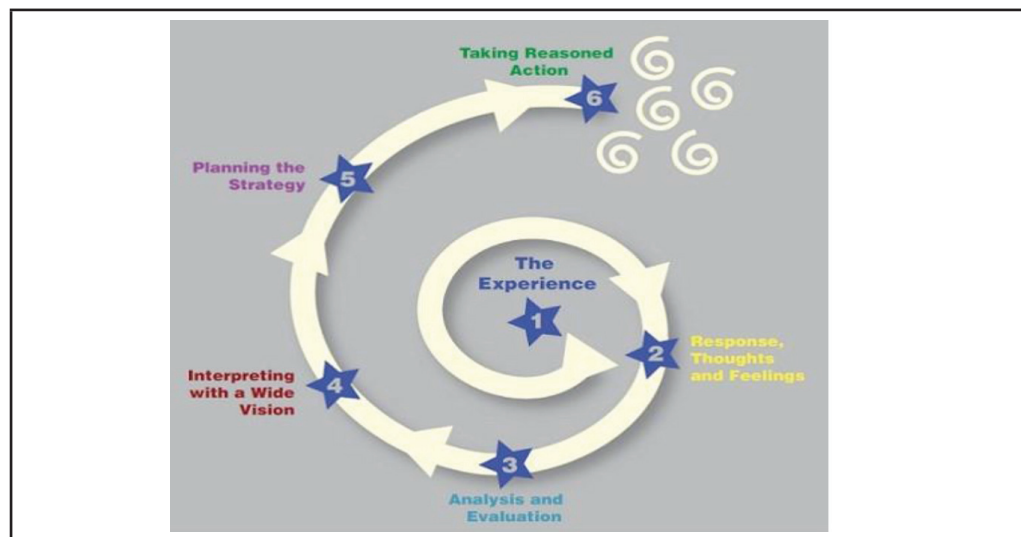 The
Experience
1
2
Response,
Thoughts
and Feelings
3
Analysis and
Evaluation
4
Interpreting
with a Wide
Vision
5
Planning the
Strategy
6
Taking Reasoned
Action